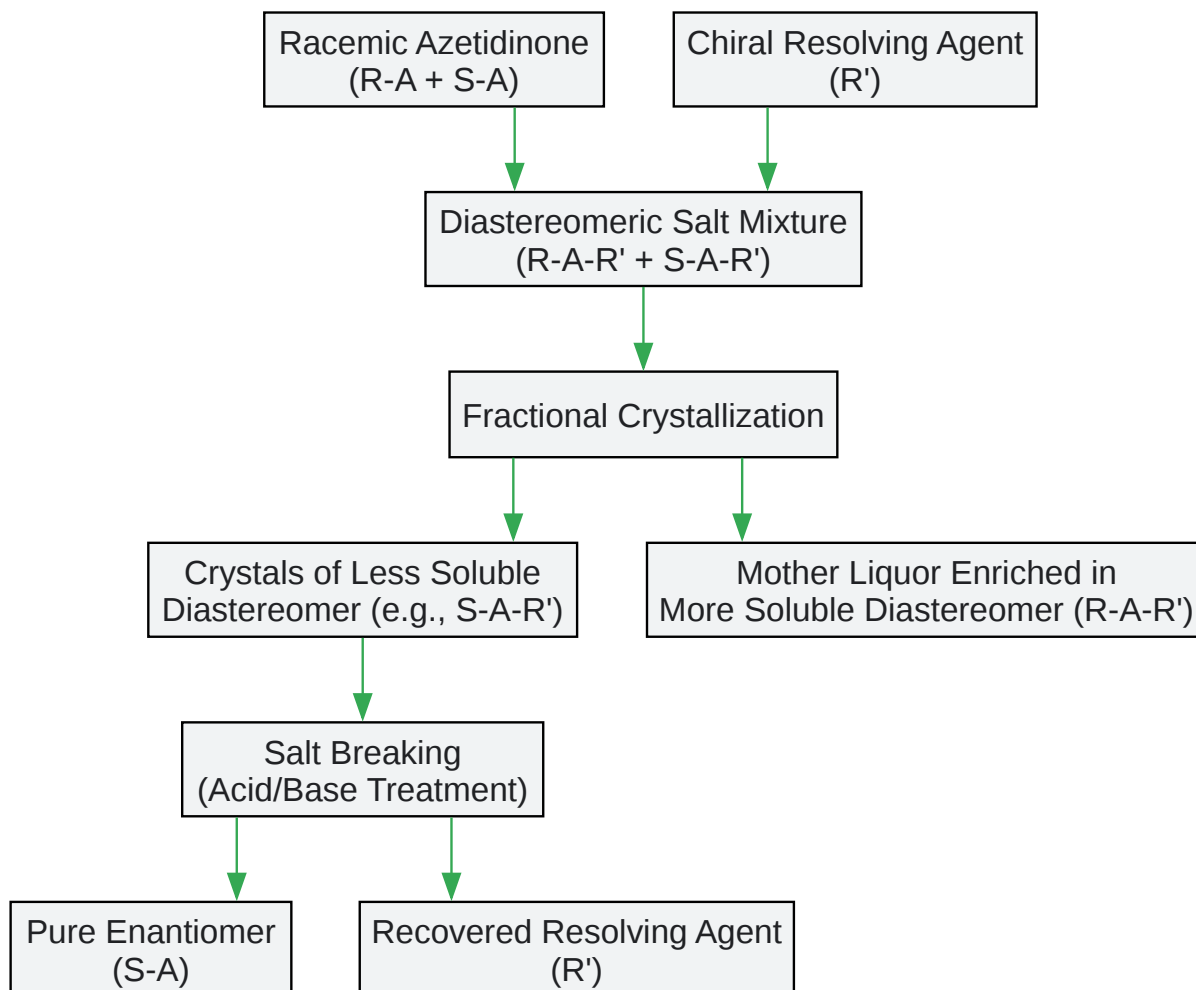 Racemic Azetidinone
(R-A + S-A)
Chiral Resolving Agent
(R')
Diastereomeric Salt Mixture
(R-A-R' + S-A-R')
Fractional Crystallization
Crystals of Less Soluble
Diastereomer (e.g., S-A-R')
Mother Liquor Enriched in
More Soluble Diastereomer (R-A-R')
Salt Breaking
(Acid/Base Treatment)
Pure Enantiomer
(S-A)
Recovered Resolving Agent
(R')